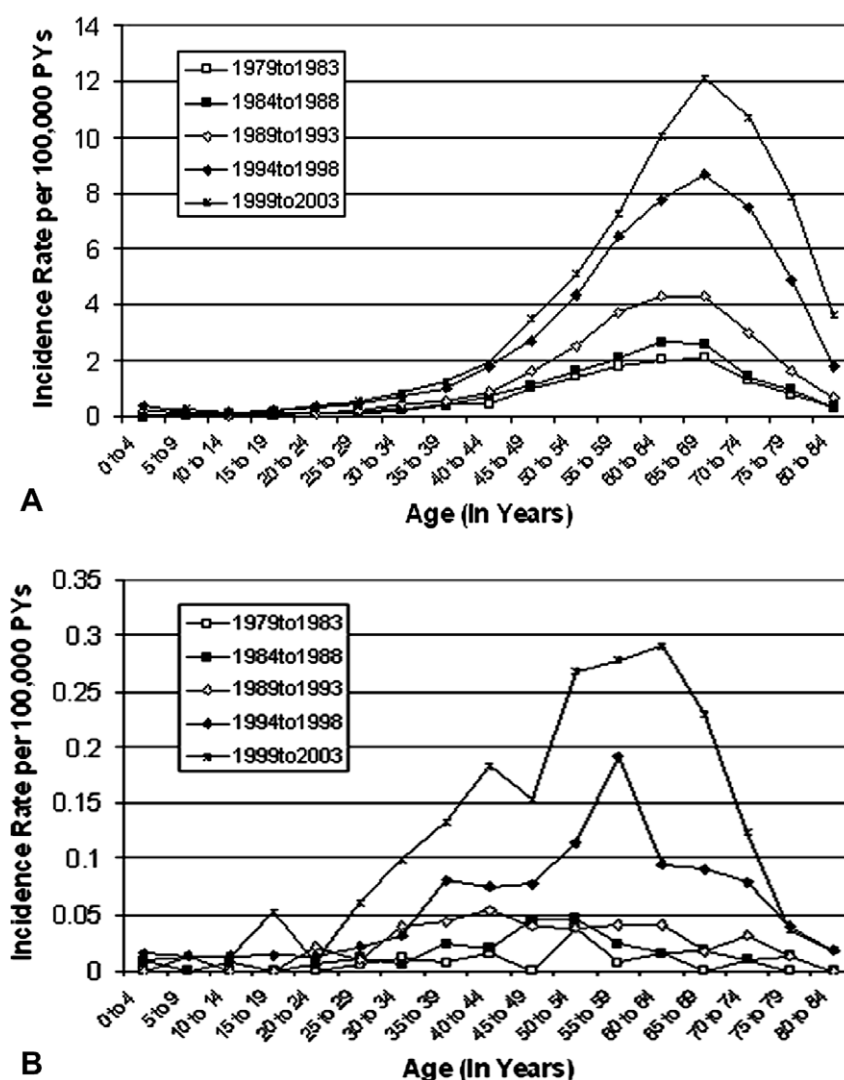 14
12
10
8
6
4
2
0
Incidence Rate per 100,000 PYs
1979to1983
1984to1988
1989to1993
1994to1998
1999to2003
0 to 4
5 to 9
10 to 14
15 to 19
20 to 24
25 to 29
30 to 34
35 to 39
40 to 44
45 to 49
50 to 54
55 to 59
60 to 64
65 to 69
70 to 74
75 to 79
80 to 84
Age (In Years)
A
0.35
0.3
0.25
0.2
0.15
0.1
0.05
0
Incidence Rate per 100,000 PYs
1979to1983
1984to1988
1989to1993
1994to1998
1999to2003
0 to 4
5 to 9
10 to 14
15 to 19
20 to 24
25 to 29
30 to 34
35 to 39
40 to 44
45 to 49
50 to 54
55 to 59
60 to 64
65 to 69
70 to 74
75 to 79
80 to 84
Age (In Years)
B